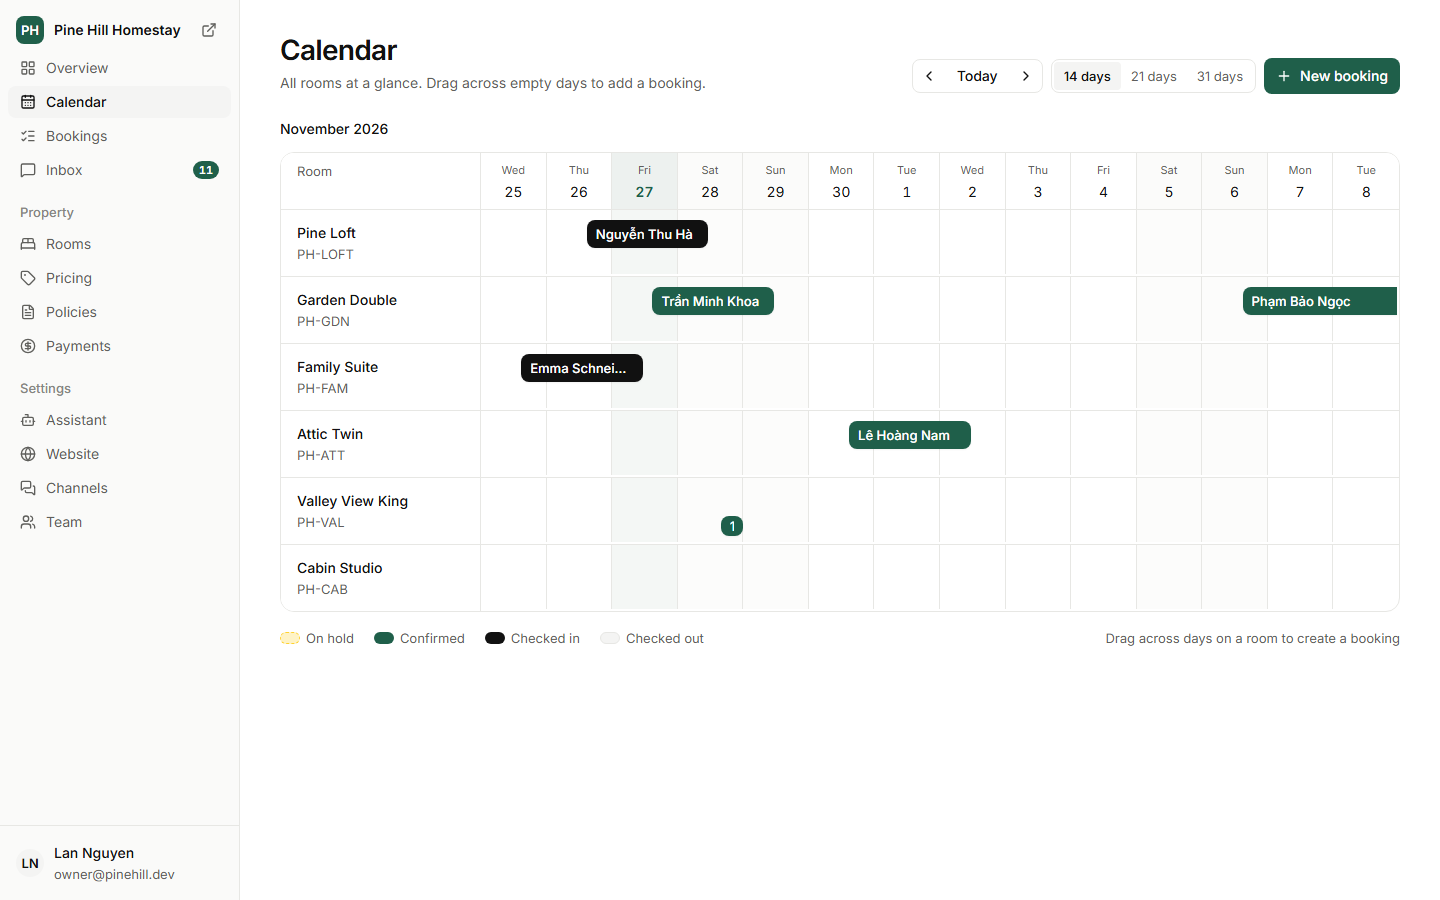 PH Pine Hill Homestay
Overview
Calendar
Bookings
Inbox 11
Property
Rooms
Pricing
Policies
Payments
Settings
Assistant
Website
Channels
Team
LN Lan Nguyen
owner@pinehill.dev
Calendar
All rooms at a glance. Drag across empty days to add a booking.
Today
14 days 21 days 31 days
New booking
November 2026
Room Wed Thu Fri Sat Sun Mon Tue Wed Thu Fri Sat Sun Mon Tue
25 26 27 28 29 30 1 2 3 4 5 6 7 8
Pine Loft Nguyễn Thu Hà
PH-LOFT
Garden Double Trần Minh Khoa Phạm Bảo Ngọc
PH-GDN
Family Suite Emma Schnei...
PH-FAM
Attic Twin Lê Hoàng Nam
PH-ATT
Valley View King
PH-VAL 1
Cabin Studio
PH-CAB
On hold Confirmed Checked in Checked out Drag across days on a room to create a booking